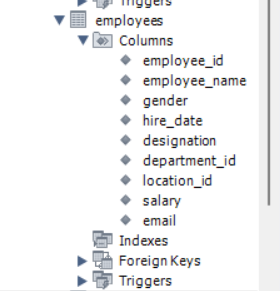 Triggers
employees
Columns
employee_id
employee_name
gender
hire_date
designation
department_id
location_id
salary
email
Indexes
Foreign Keys
Triggers